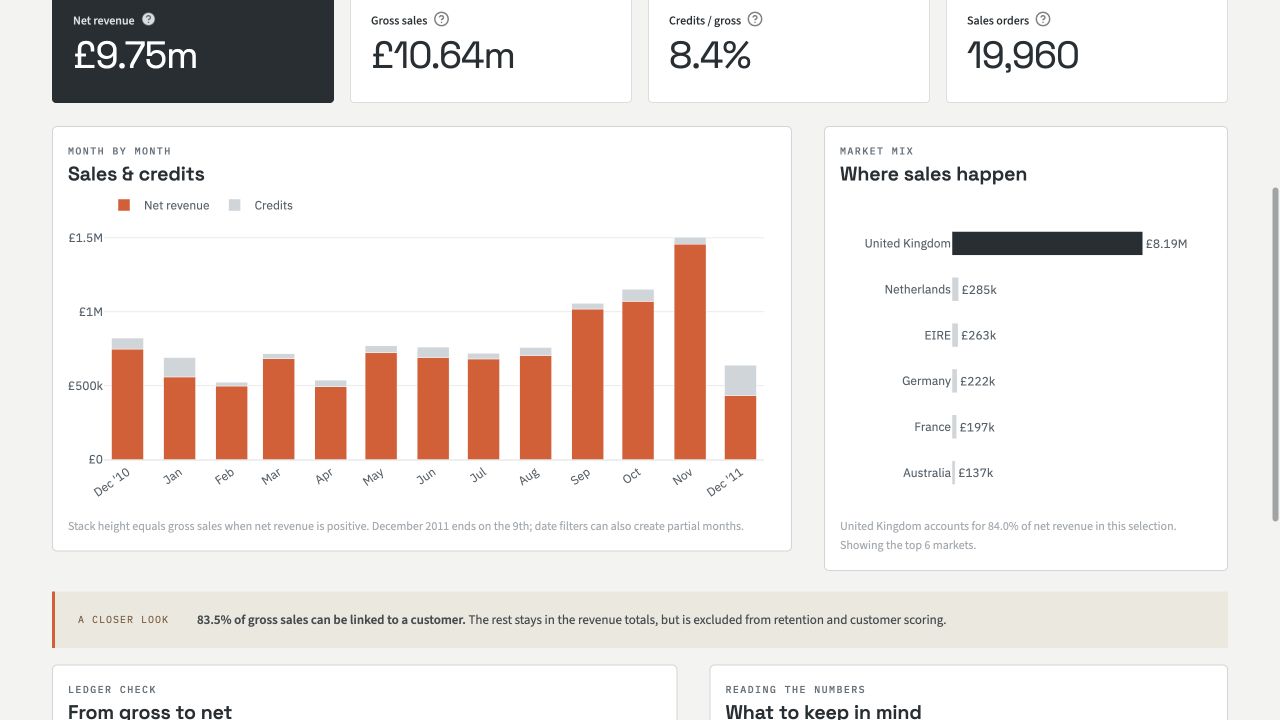 Net revenue ?
£9.75m
Gross sales ?
£10.64m
Credits / gross ?
8.4%
Sales orders ?
19,960
MONTH BY MONTH
Sales & credits
Net revenue
Credits
£1.5M
£1M
£500k
£0
Dec '10
Jan
Feb
Mar
Apr
May
Jun
Jul
Aug
Sep
Oct
Nov
Dec '11
Stack height equals gross sales when net revenue is positive. December 2011 ends on the 9th; date filters can also create partial months.
MARKET MIX
Where sales happen
United Kingdom £8.19M
Netherlands £285k
EIRE £263k
Germany £222k
France £197k
Australia £137k
United Kingdom accounts for 84.0% of net revenue in this selection.
Showing the top 6 markets.
A CLOSER LOOK
83.5% of gross sales can be linked to a customer. The rest stays in the revenue totals, but is excluded from retention and customer scoring.
LEDGER CHECK
From gross to net
READING THE NUMBERS
What to keep in mind